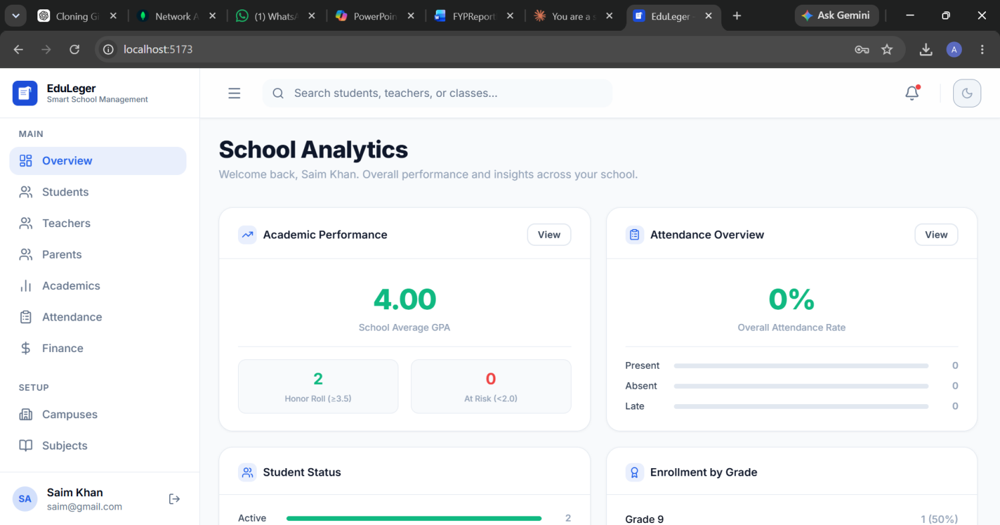 Cloning Gi
Network A
(1) WhatsA
PowerPoin
FYPReport
You are a s
EduLeger -
Ask Gemini
localhost:5173
A
EduLeger
Smart School Management
Search students, teachers, or classes...
MAIN
Overview
Students
Teachers
Parents
Academics
Attendance
Finance
SETUP
Campuses
Subjects
SA
Saim Khan
saim@gmail.com
School Analytics
Welcome back, Saim Khan. Overall performance and insights across your school.
Academic Performance
View
4.00
School Average GPA
2
Honor Roll (≥3.5)
0
At Risk (<2.0)
Attendance Overview
View
0%
Overall Attendance Rate
Present 0
Absent 0
Late 0
Student Status
Active 2
Enrollment by Grade
Grade 9 1 (50%)